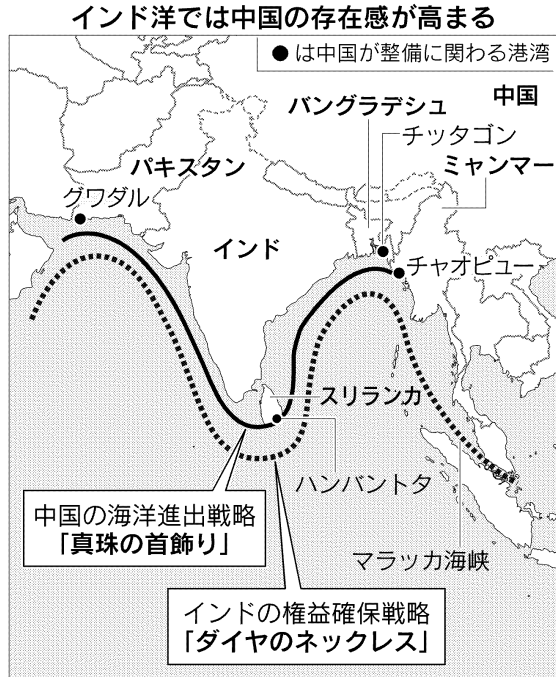 インド洋では中国の存在感が高まる
●は中国が整備に関わる港湾
バングラデシュ
中国
チッタゴン
パキスタン
ミャンマー
グワダル
インド
チャオピュー
スリランカ
ハンバントタ
中国の海洋進出戦略
「真珠の首飾り」
マラッカ海峡
インドの権益確保戦略
「ダイヤのネックレス」